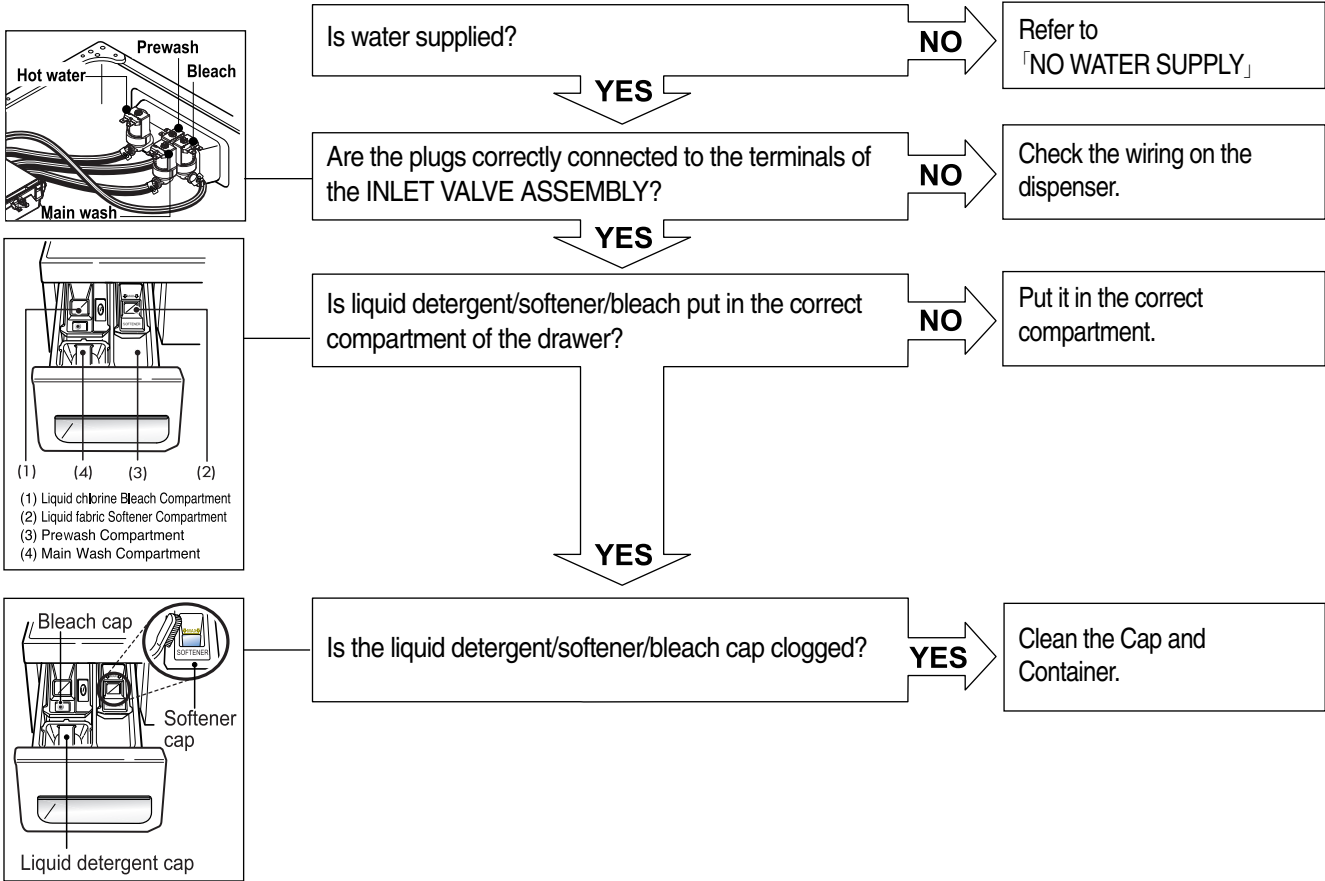 Is water supplied?
NO
Refer to
「NO WATER SUPPLY」
YES
Prewash
Hot water
Bleach
Main wash
Are the plugs correctly connected to the terminals of
the INLET VALVE ASSEMBLY?
NO
Check the wiring on the
dispenser.
YES
SOFTENER
(1) (4) (3) (2)
(1) Liquid chlorine Bleach Compartment
(2) Liquid fabric Softener Compartment
(3) Prewash Compartment
(4) Main Wash Compartment
Is liquid detergent/softener/bleach put in the correct
compartment of the drawer?
NO
Put it in the correct
compartment.
YES
Bleach cap
SOFTENER
Softener
cap
Liquid detergent cap
Is the liquid detergent/softener/bleach cap clogged?
YES
Clean the Cap and
Container.